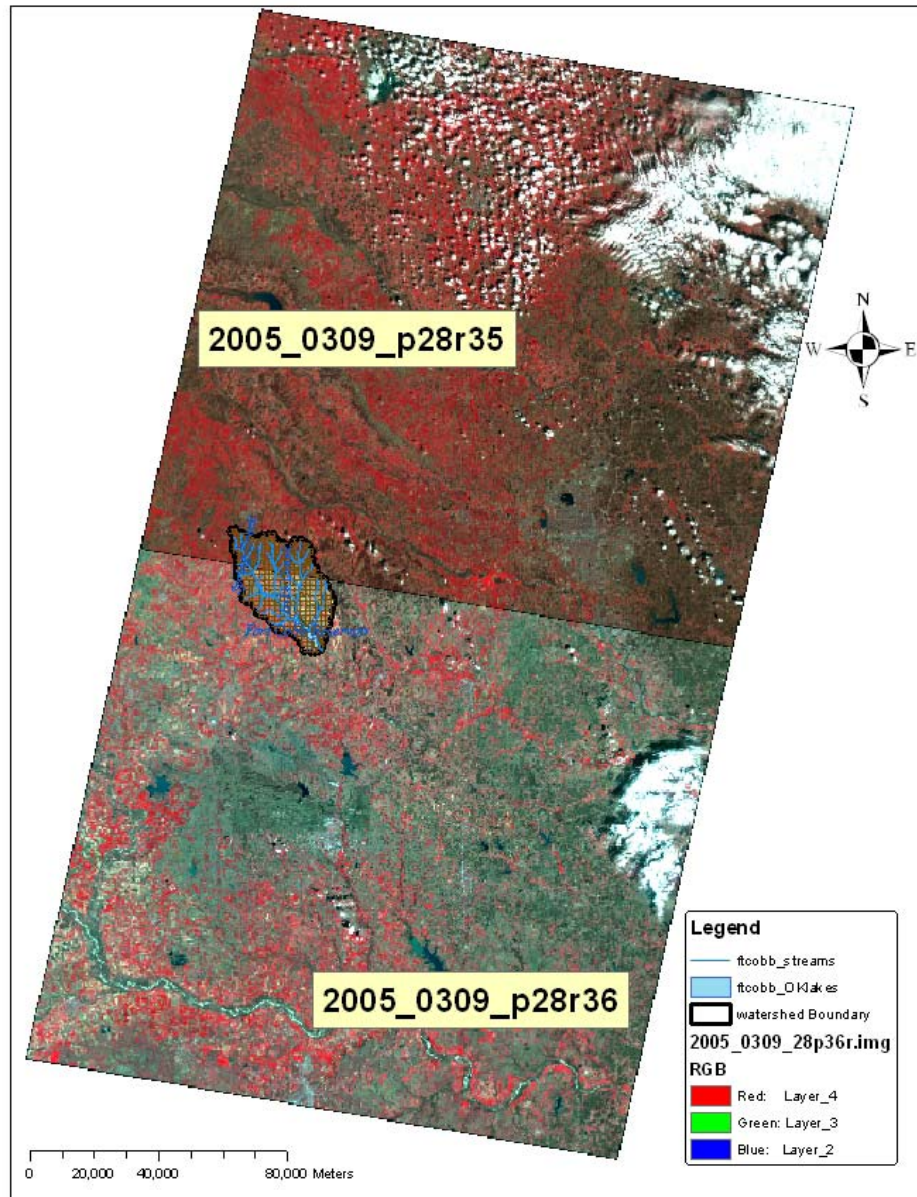 2005_0309_p28r35
N
W E
S
2005_0309_p28r36
Legend
ftcobb_streams
ftcobb_OKlakes
watershed Boundary
2005_0309_28p36r.img
RGB
Red: Layer_4
Green: Layer_3
Blue: Layer_2
0 20,000 40,000 80,000 Meters